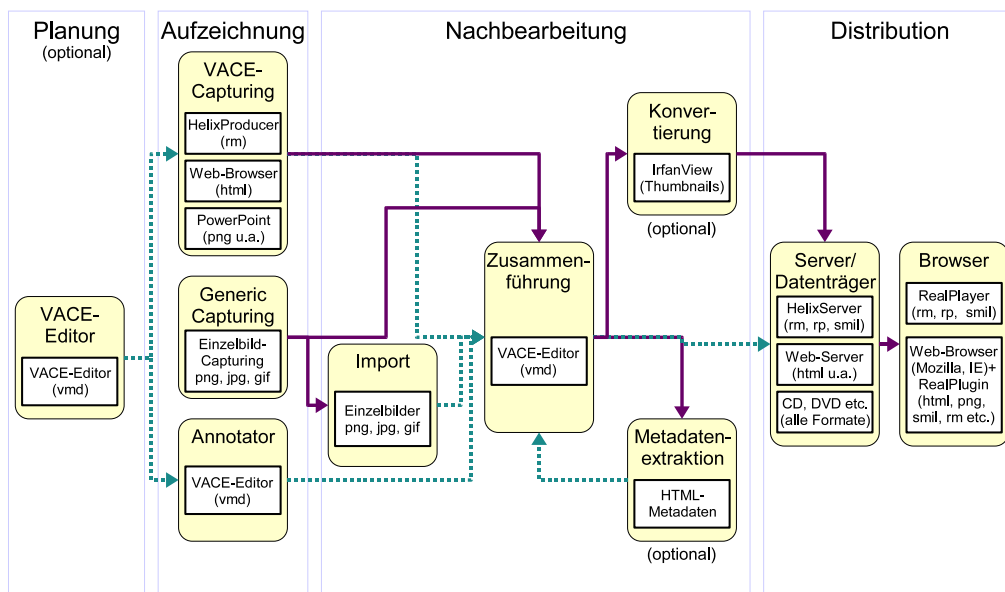 Planung
(optional)
VACE-
Editor
VACE-Editor
(vmd)
Aufzeichnung
VACE-
Capturing
HelixProducer
(rm)
Web-Browser
(html)
PowerPoint
(png u.a.)
Generic
Capturing
Einzelbild-
Capturing
png, jpg, gif
Annotator
VACE-Editor
(vmd)
Nachbearbeitung
Import
Einzelbilder
png, jpg, gif
Zusammen-
führung
VACE-Editor
(vmd)
Konver-
tierung
IrfanView
(Thumbnails)
(optional)
Metadaten-
extraktion
HTML-
Metadaten
(optional)
Distribution
Server/
Datenträger
HelixServer
(rm, rp, smil)
Web-Server
(html u.a.)
CD, DVD etc.
(alle Formate)
Browser
RealPlayer
(rm, rp, smil)
Web-Browser
(Mozilla, IE)+
RealPlugin
(html, png,
smil, rm etc.)